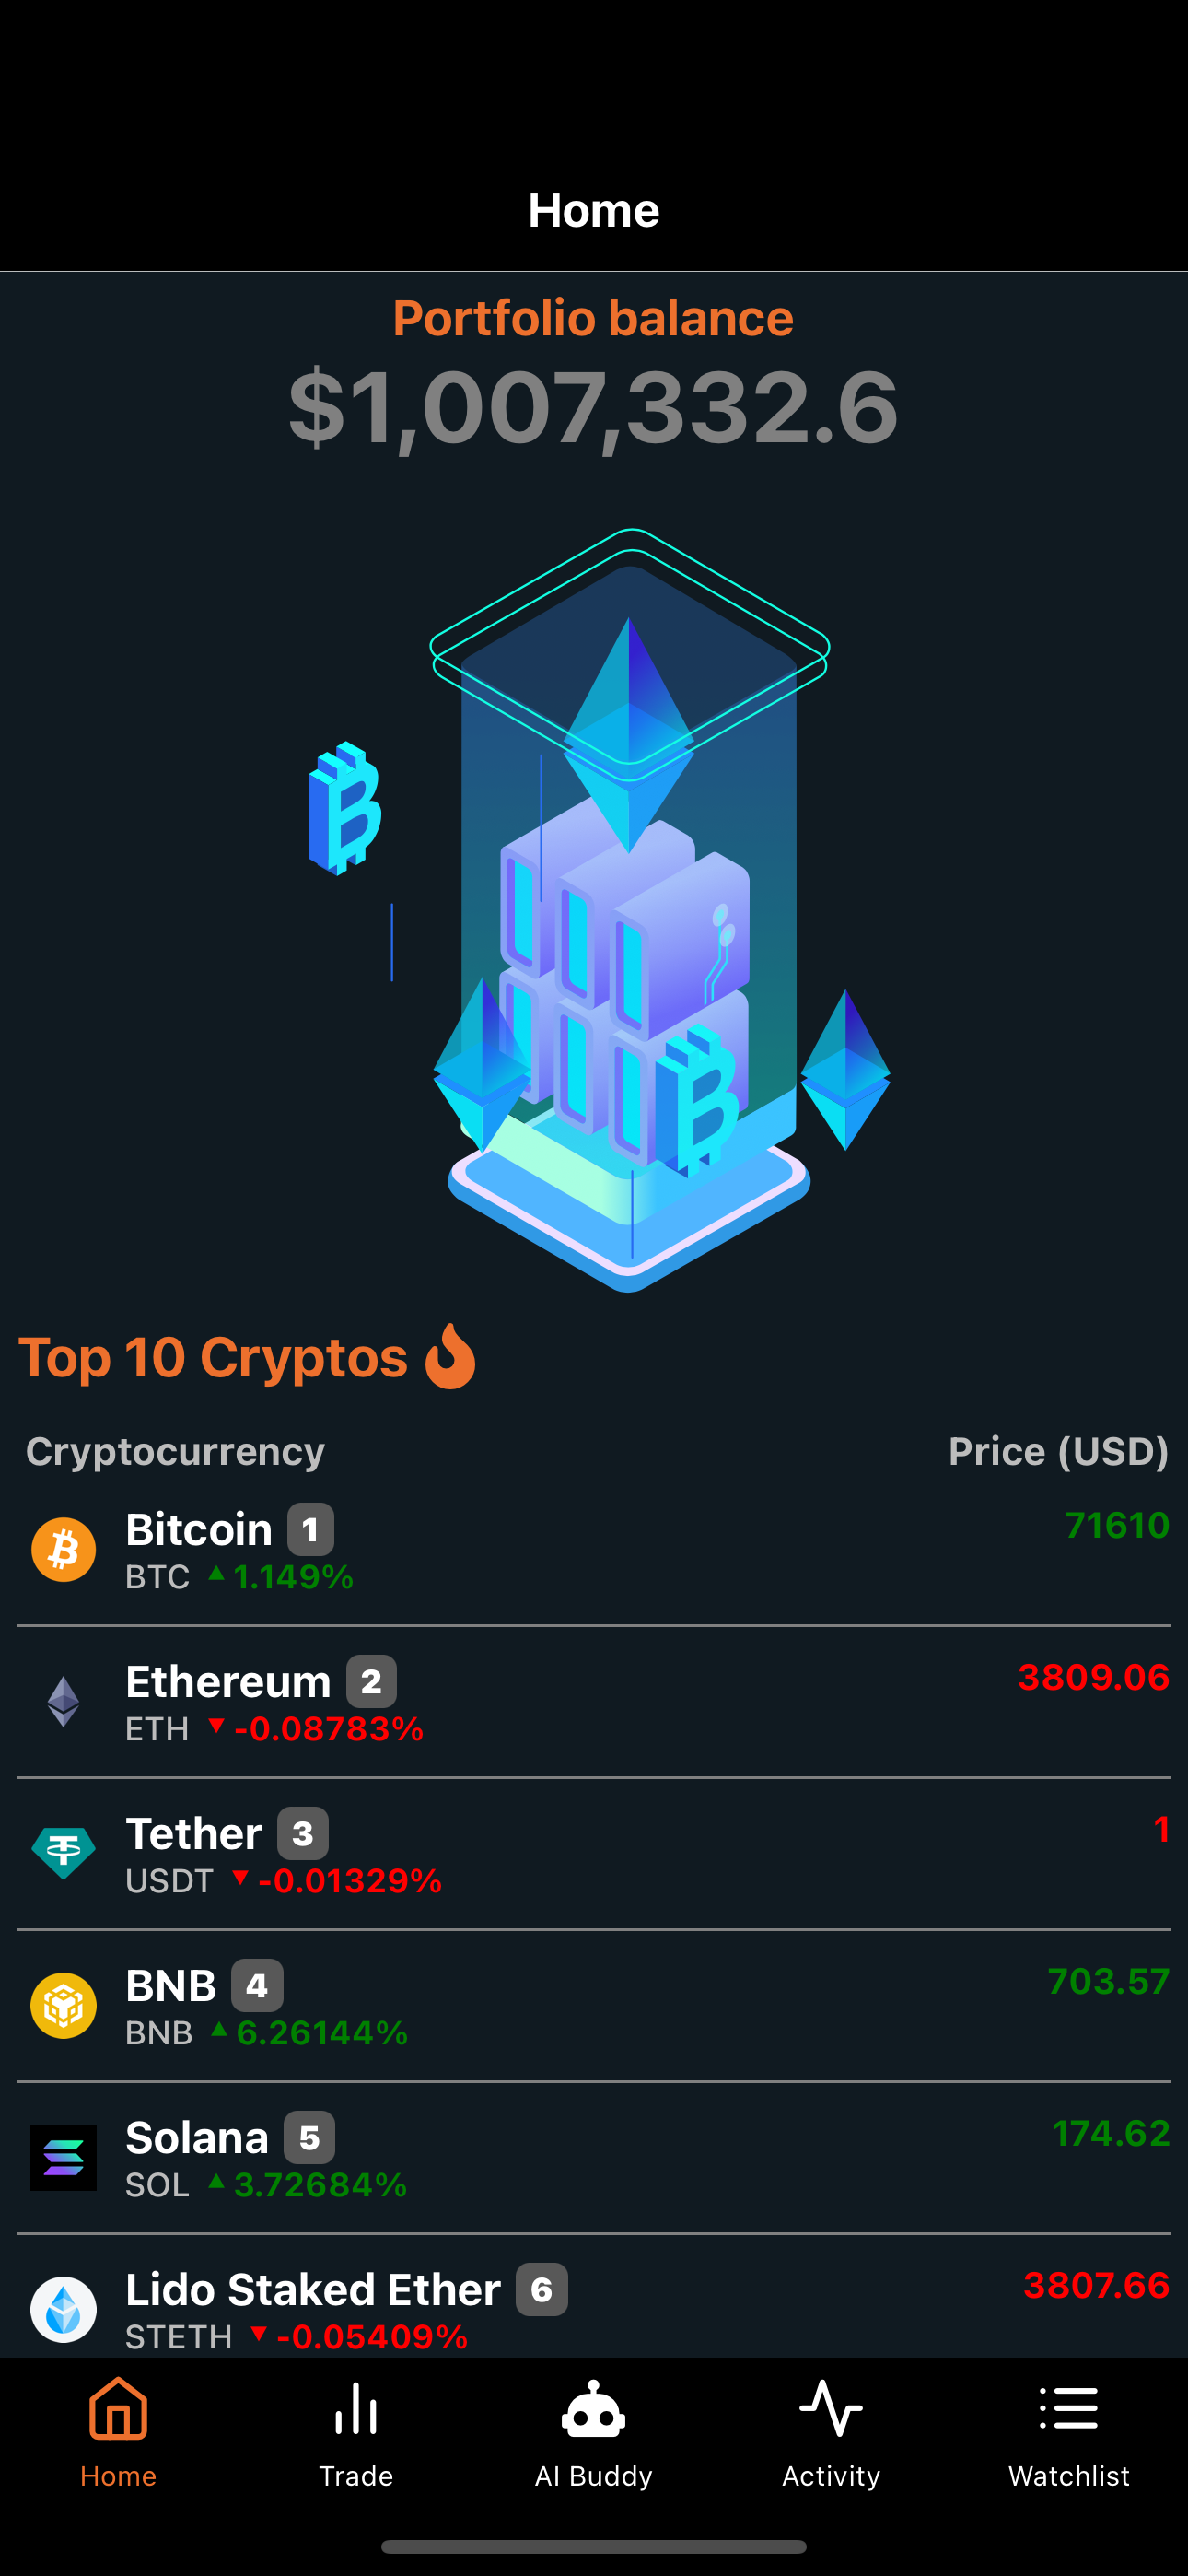 Home
Portfolio balance
$1,007,332.6
Top 10 Cryptos
Cryptocurrency Price (USD)
Bitcoin 1 71610
BTC ▲ 1.149%
Ethereum 2 3809.06
ETH ▼ -0.08783%
Tether 3 1
USDT ▼ -0.01329%
BNB 4 703.57
BNB ▲ 6.26144%
Solana 5 174.62
SOL ▲ 3.72684%
Lido Staked Ether 6 3807.66
STETH ▼ -0.05409%
Home Trade AI Buddy Activity Watchlist